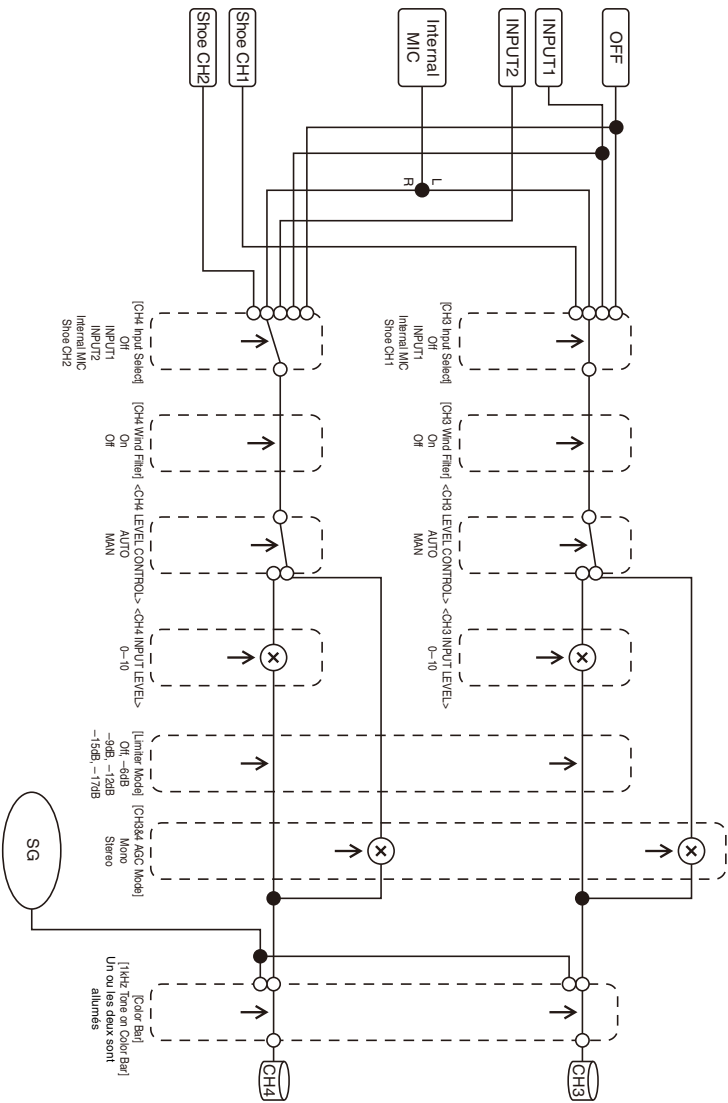 OFF
INPUT1
INPUT2
Internal
MIC
L
R
Shoe CH1
Shoe CH2
[CH3 Input Select]
Off
INPUT1
Internal MIC
Shoe CH1
[CH3 Wind Filter]
On
Off
<CH3 LEVEL CONTROL>
AUTO
MAN
<CH3 INPUT LEVEL>
0–10
CH3
[CH4 Input Select]
Off
INPUT1
INPUT2
Internal MIC
Shoe CH2
[CH4 Wind Filter]
On
Off
<CH4 LEVEL CONTROL>
AUTO
MAN
<CH4 INPUT LEVEL>
0–10
[Limiter Mode]
Off, –6dB
–9dB, –12dB
–15dB, –17dB
[CH3&4 AGC Mode]
Mono
Stereo
[Color Bar]
[1kHz Tone on Color Bar]
Un ou les deux sont
allumés
CH4
SG